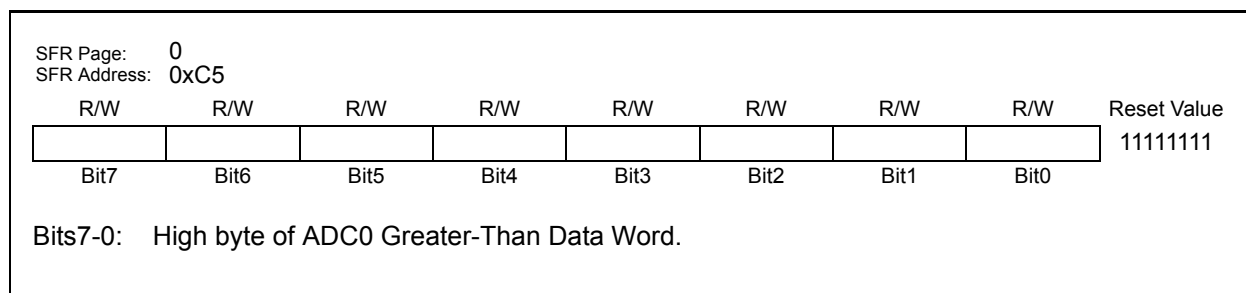 SFR Page: 0
SFR Address: 0xC5
R/W R/W R/W R/W R/W R/W R/W R/W Reset Value
11111111
Bit7 Bit6 Bit5 Bit4 Bit3 Bit2 Bit1 Bit0
Bits7-0: High byte of ADC0 Greater-Than Data Word.